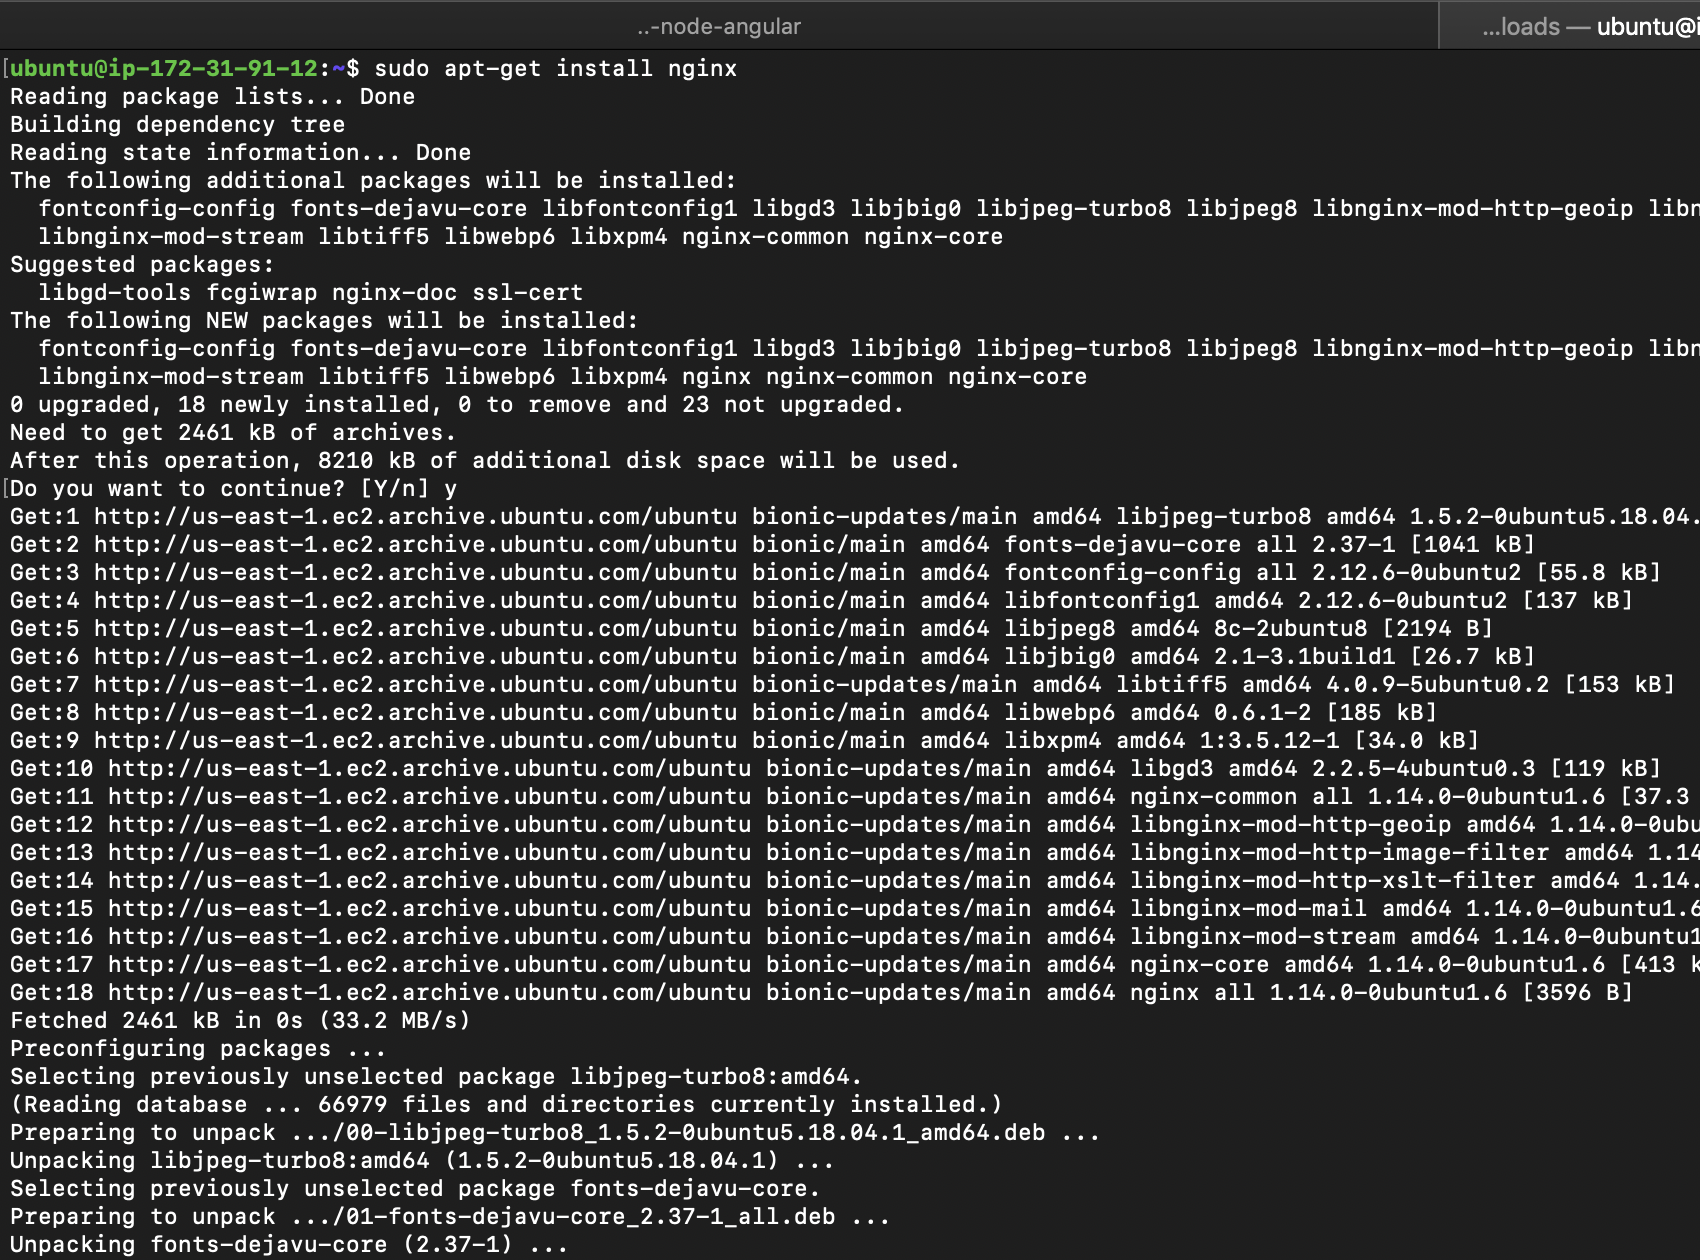 ..-node-angular
...loads — ubuntu@i
ubuntu@ip-172-31-91-12:~$ sudo apt-get install nginx
Reading package lists... Done
Building dependency tree
Reading state information... Done
The following additional packages will be installed:
  fontconfig-config fonts-dejavu-core libfontconfig1 libgd3 libjbig0 libjpeg-turbo8 libjpeg8 libnginx-mod-http-geoip
  libnginx-mod-stream libtiff5 libwebp6 libxpm4 nginx-common nginx-core
Suggested packages:
  libgd-tools fcgiwrap nginx-doc ssl-cert
The following NEW packages will be installed:
  fontconfig-config fonts-dejavu-core libfontconfig1 libgd3 libjbig0 libjpeg-turbo8 libjpeg8 libnginx-mod-http-geoip
  libnginx-mod-stream libtiff5 libwebp6 libxpm4 nginx nginx-common nginx-core
0 upgraded, 18 newly installed, 0 to remove and 23 not upgraded.
Need to get 2461 kB of archives.
After this operation, 8210 kB of additional disk space will be used.
Do you want to continue? [Y/n] y
Get:1 http://us-east-1.ec2.archive.ubuntu.com/ubuntu bionic-updates/main amd64 libjpeg-turbo8 amd64 1.5.2-0ubuntu5.18.04.
Get:2 http://us-east-1.ec2.archive.ubuntu.com/ubuntu bionic/main amd64 fonts-dejavu-core all 2.37-1 [1041 kB]
Get:3 http://us-east-1.ec2.archive.ubuntu.com/ubuntu bionic/main amd64 fontconfig-config all 2.12.6-0ubuntu2 [55.8 kB]
Get:4 http://us-east-1.ec2.archive.ubuntu.com/ubuntu bionic/main amd64 libfontconfig1 amd64 2.12.6-0ubuntu2 [137 kB]
Get:5 http://us-east-1.ec2.archive.ubuntu.com/ubuntu bionic/main amd64 libjpeg8 amd64 8c-2ubuntu8 [2194 B]
Get:6 http://us-east-1.ec2.archive.ubuntu.com/ubuntu bionic/main amd64 libjbig0 amd64 2.1-3.1build1 [26.7 kB]
Get:7 http://us-east-1.ec2.archive.ubuntu.com/ubuntu bionic-updates/main amd64 libtiff5 amd64 4.0.9-5ubuntu0.2 [153 kB]
Get:8 http://us-east-1.ec2.archive.ubuntu.com/ubuntu bionic/main amd64 libwebp6 amd64 0.6.1-2 [185 kB]
Get:9 http://us-east-1.ec2.archive.ubuntu.com/ubuntu bionic/main amd64 libxpm4 amd64 1:3.5.12-1 [34.0 kB]
Get:10 http://us-east-1.ec2.archive.ubuntu.com/ubuntu bionic-updates/main amd64 libgd3 amd64 2.2.5-4ubuntu0.3 [119 kB]
Get:11 http://us-east-1.ec2.archive.ubuntu.com/ubuntu bionic-updates/main amd64 nginx-common all 1.14.0-0ubuntu1.6 [37.3
Get:12 http://us-east-1.ec2.archive.ubuntu.com/ubuntu bionic-updates/main amd64 libnginx-mod-http-geoip amd64 1.14.0-0ubu
Get:13 http://us-east-1.ec2.archive.ubuntu.com/ubuntu bionic-updates/main amd64 libnginx-mod-http-image-filter amd64 1.14
Get:14 http://us-east-1.ec2.archive.ubuntu.com/ubuntu bionic-updates/main amd64 libnginx-mod-http-xslt-filter amd64 1.14.
Get:15 http://us-east-1.ec2.archive.ubuntu.com/ubuntu bionic-updates/main amd64 libnginx-mod-mail amd64 1.14.0-0ubuntu1.6
Get:16 http://us-east-1.ec2.archive.ubuntu.com/ubuntu bionic-updates/main amd64 libnginx-mod-stream amd64 1.14.0-0ubuntu1
Get:17 http://us-east-1.ec2.archive.ubuntu.com/ubuntu bionic-updates/main amd64 nginx-core amd64 1.14.0-0ubuntu1.6 [413 k
Get:18 http://us-east-1.ec2.archive.ubuntu.com/ubuntu bionic-updates/main amd64 nginx all 1.14.0-0ubuntu1.6 [3596 B]
Fetched 2461 kB in 0s (33.2 MB/s)
Preconfiguring packages ...
Selecting previously unselected package libjpeg-turbo8:amd64.
(Reading database ... 66979 files and directories currently installed.)
Preparing to unpack .../00-libjpeg-turbo8_1.5.2-0ubuntu5.18.04.1_amd64.deb ...
Unpacking libjpeg-turbo8:amd64 (1.5.2-0ubuntu5.18.04.1) ...
Selecting previously unselected package fonts-dejavu-core.
Preparing to unpack .../01-fonts-dejavu-core_2.37-1_all.deb ...
Unpacking fonts-dejavu-core (2.37-1) ...